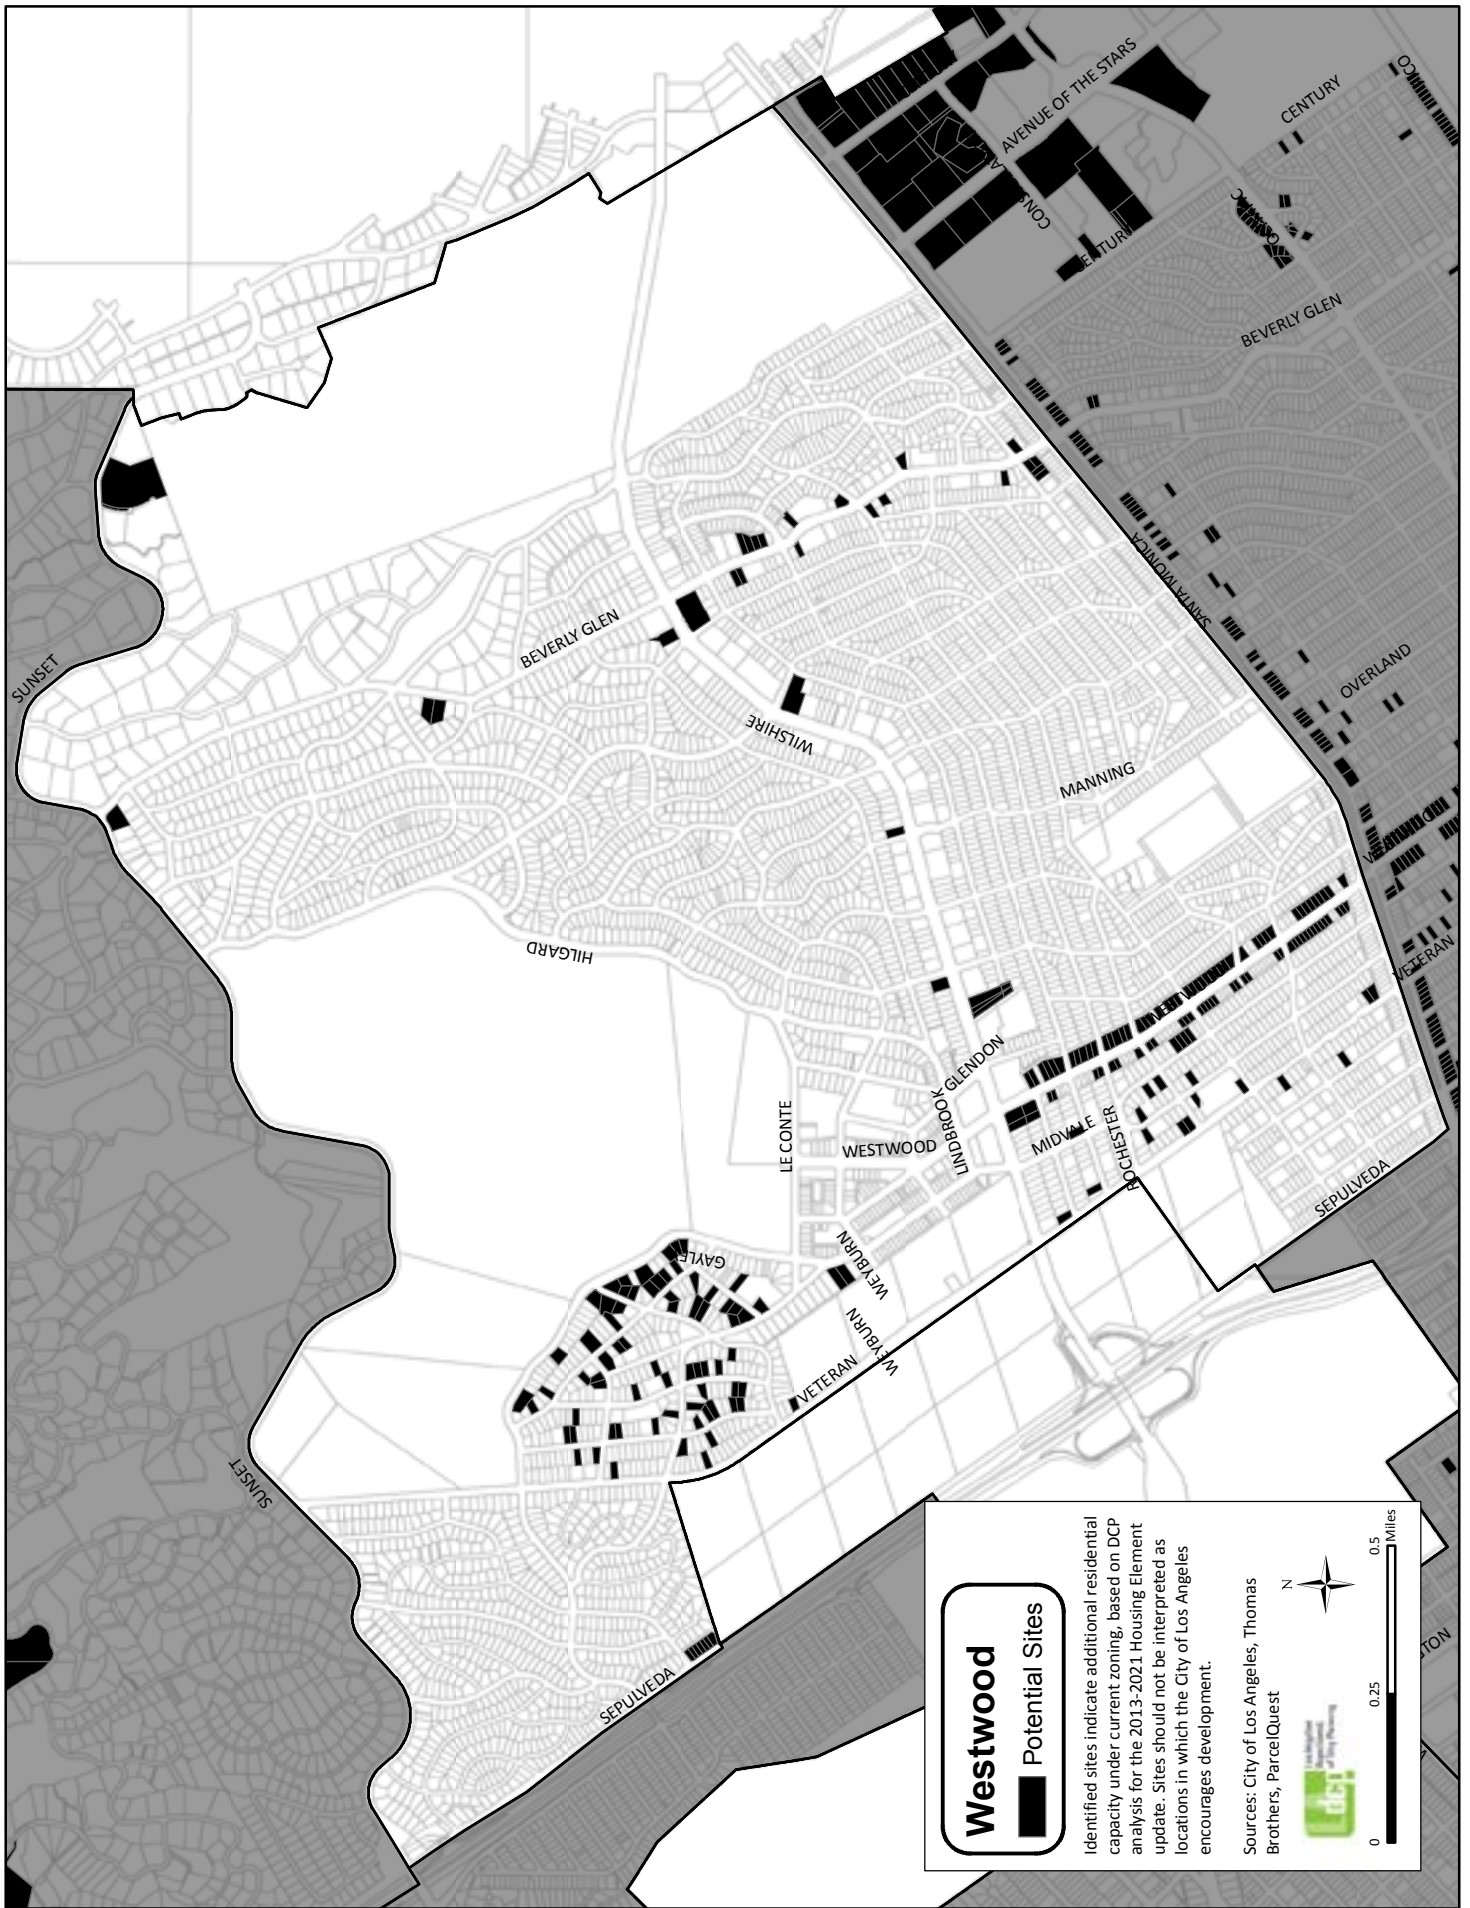 Westwood
Potential Sites
Identified sites indicate additional residential
capacity under current zoning, based on DCP
analysis for the 2013-2021 Housing Element
update. Sites should not be interpreted as
locations in which the City of Los Angeles
encourages development.
Sources: City of Los Angeles, Thomas
Brothers, ParcelQuest
N
0
0.25
0.5
Miles
SUNSET
SUNSET
SEPULVEDA
SEPULVEDA
VETERAN
VETERAN
WEYBURN
WEYBURN
GAYLEY
LE CONTE
WESTWOOD
LINDBROOK
GLENDON
MIDVALE
ROCHESTER
WESTWOOD
HILGARD
WILSHIRE
BEVERLY GLEN
BEVERLY GLEN
MANNING
OVERLAND
SANTA MONICA
CENTURY
CENTURY
AVENUE OF THE STARS